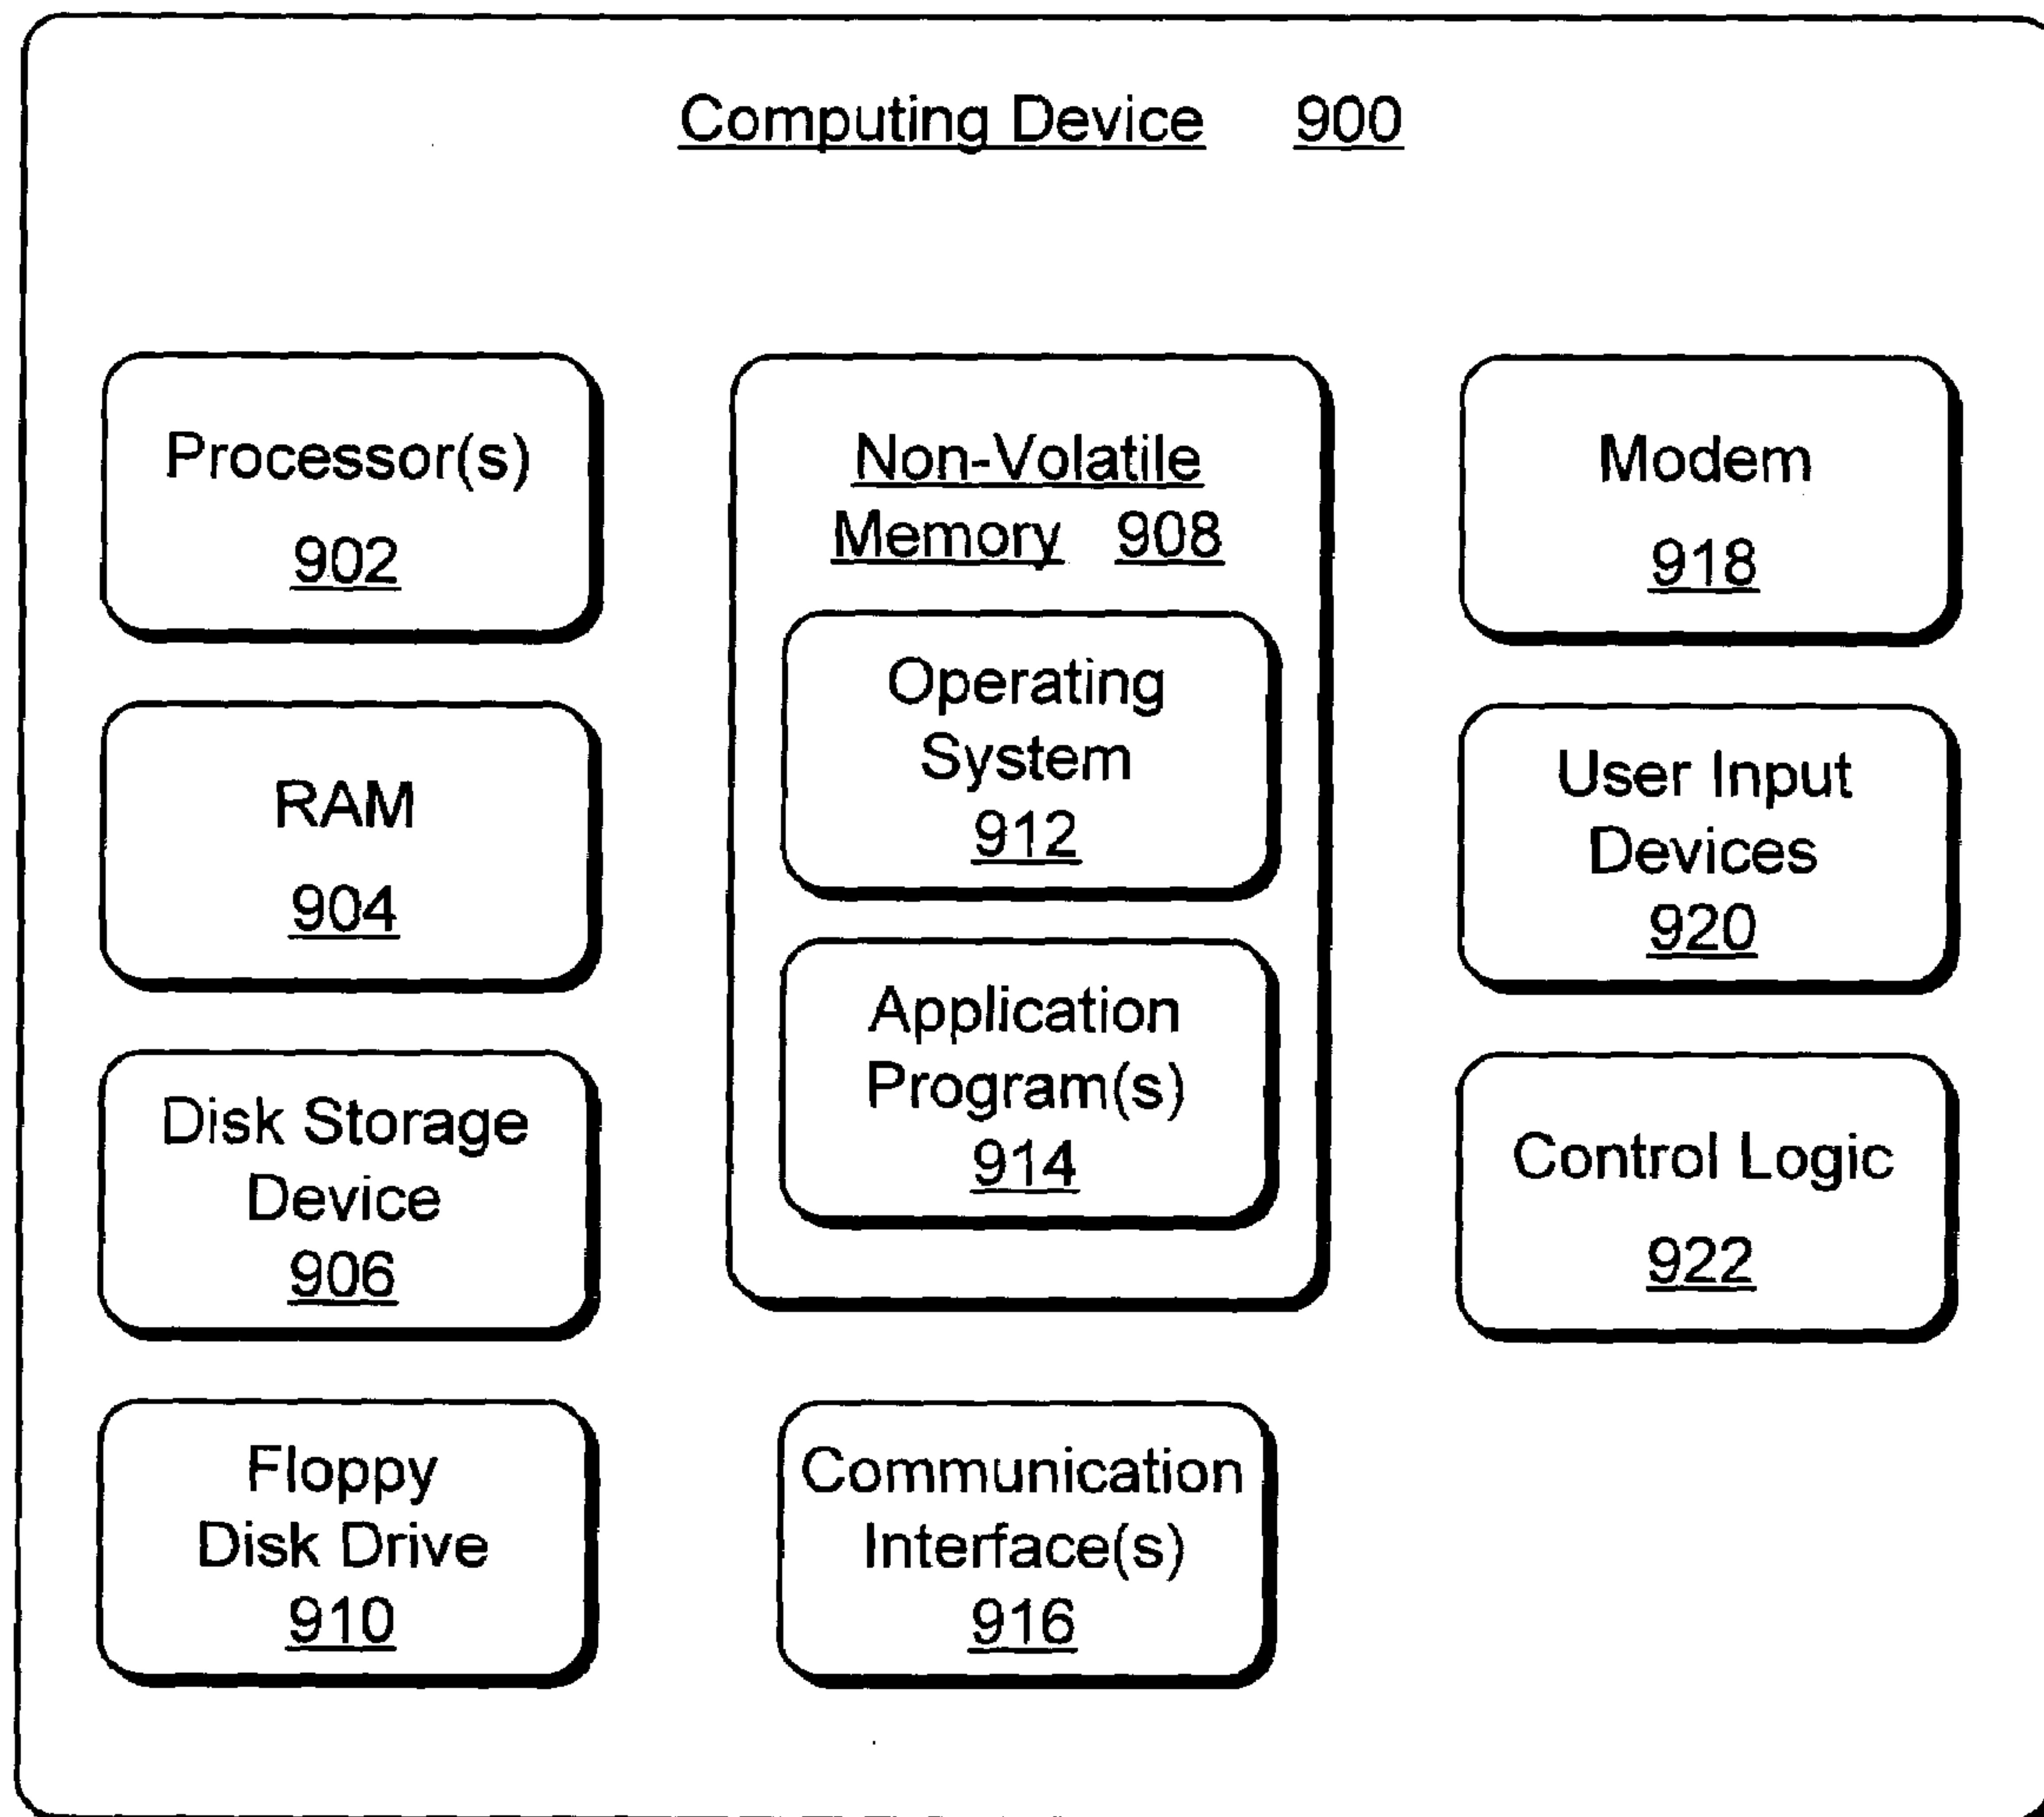 Computing Device 900
Processor(s)
902
RAM
904
Disk Storage
Device
906
Floppy
Disk Drive
910
Non-Volatile
Memory 908
Operating
System
912
Application
Program(s)
914
Communication
Interface(s)
916
Modem
918
User Input
Devices
920
Control Logic
922